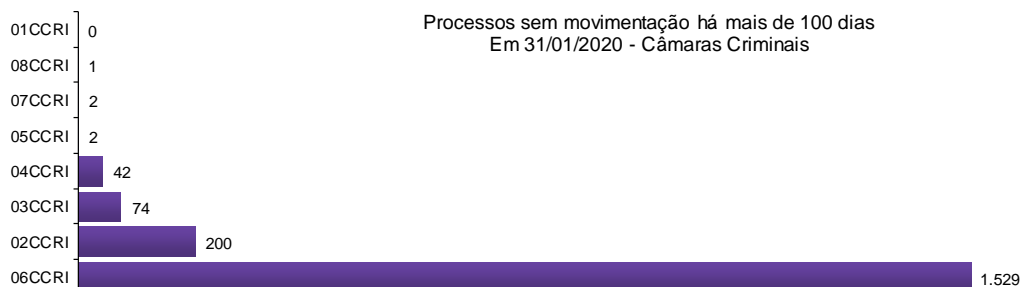 Processos sem movimentação há mais de 100 dias
Em 31/01/2020 - Câmaras Criminais
01CCRI 0
08CCRI 1
07CCRI 2
05CCRI 2
04CCRI 42
03CCRI 74
02CCRI 200
06CCRI 1.529